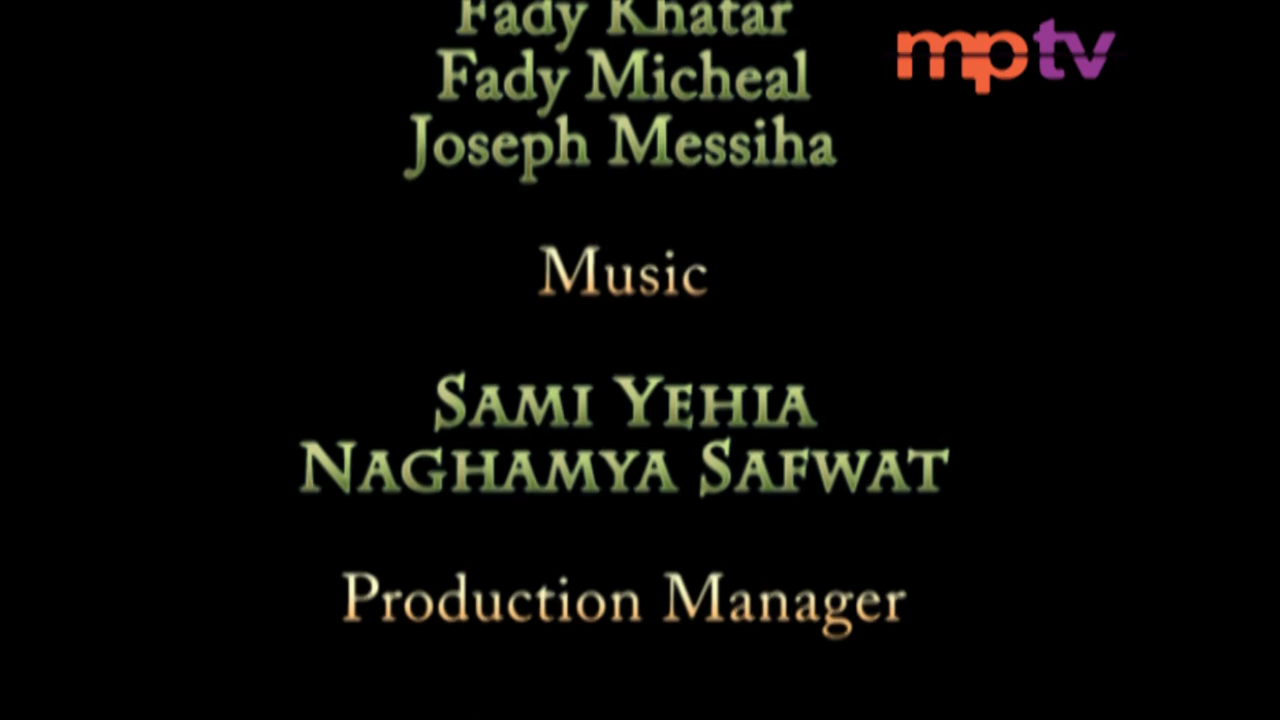 Fady Khatar
mptv
Fady Micheal
Joseph Messiha
Music
SAMI YEHIA
NAGHAMYA SAFWAT
Production Manager